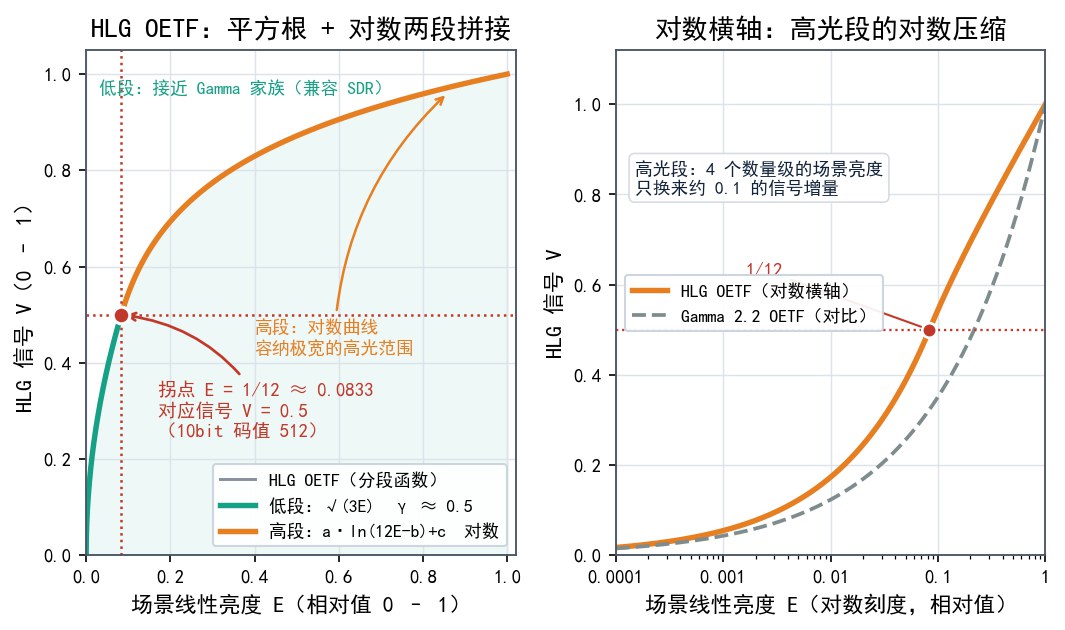 HLG OETF: 平方根 + 对数两段拼接
低段: 接近 Gamma 家族（兼容 SDR）
高段: 对数曲线
容纳极宽的高光范围
拐点 E = 1/12 ≈ 0.0833
对应信号 V = 0.5
（10bit 码值 512）
HLG OETF（分段函数）
低段: √(3E)  γ ≈ 0.5
高段: a·ln(12E-b)+c  对数
HLG 信号 V（0 - 1）
1.0
0.8
0.6
0.4
0.2
0.0
0.0 0.2 0.4 0.6 0.8 1.0
场景线性亮度 E（相对值 0 - 1）
对数横轴: 高光段的对数压缩
高光段: 4 个数量级的场景亮度
只换来约 0.1 的信号增量
1/12
HLG OETF（对数横轴）
Gamma 2.2 OETF（对比）
HLG 信号 V
1.0
0.8
0.6
0.4
0.2
0.0
0.0001 0.001 0.01 0.1 1
场景线性亮度 E（对数刻度, 相对值）